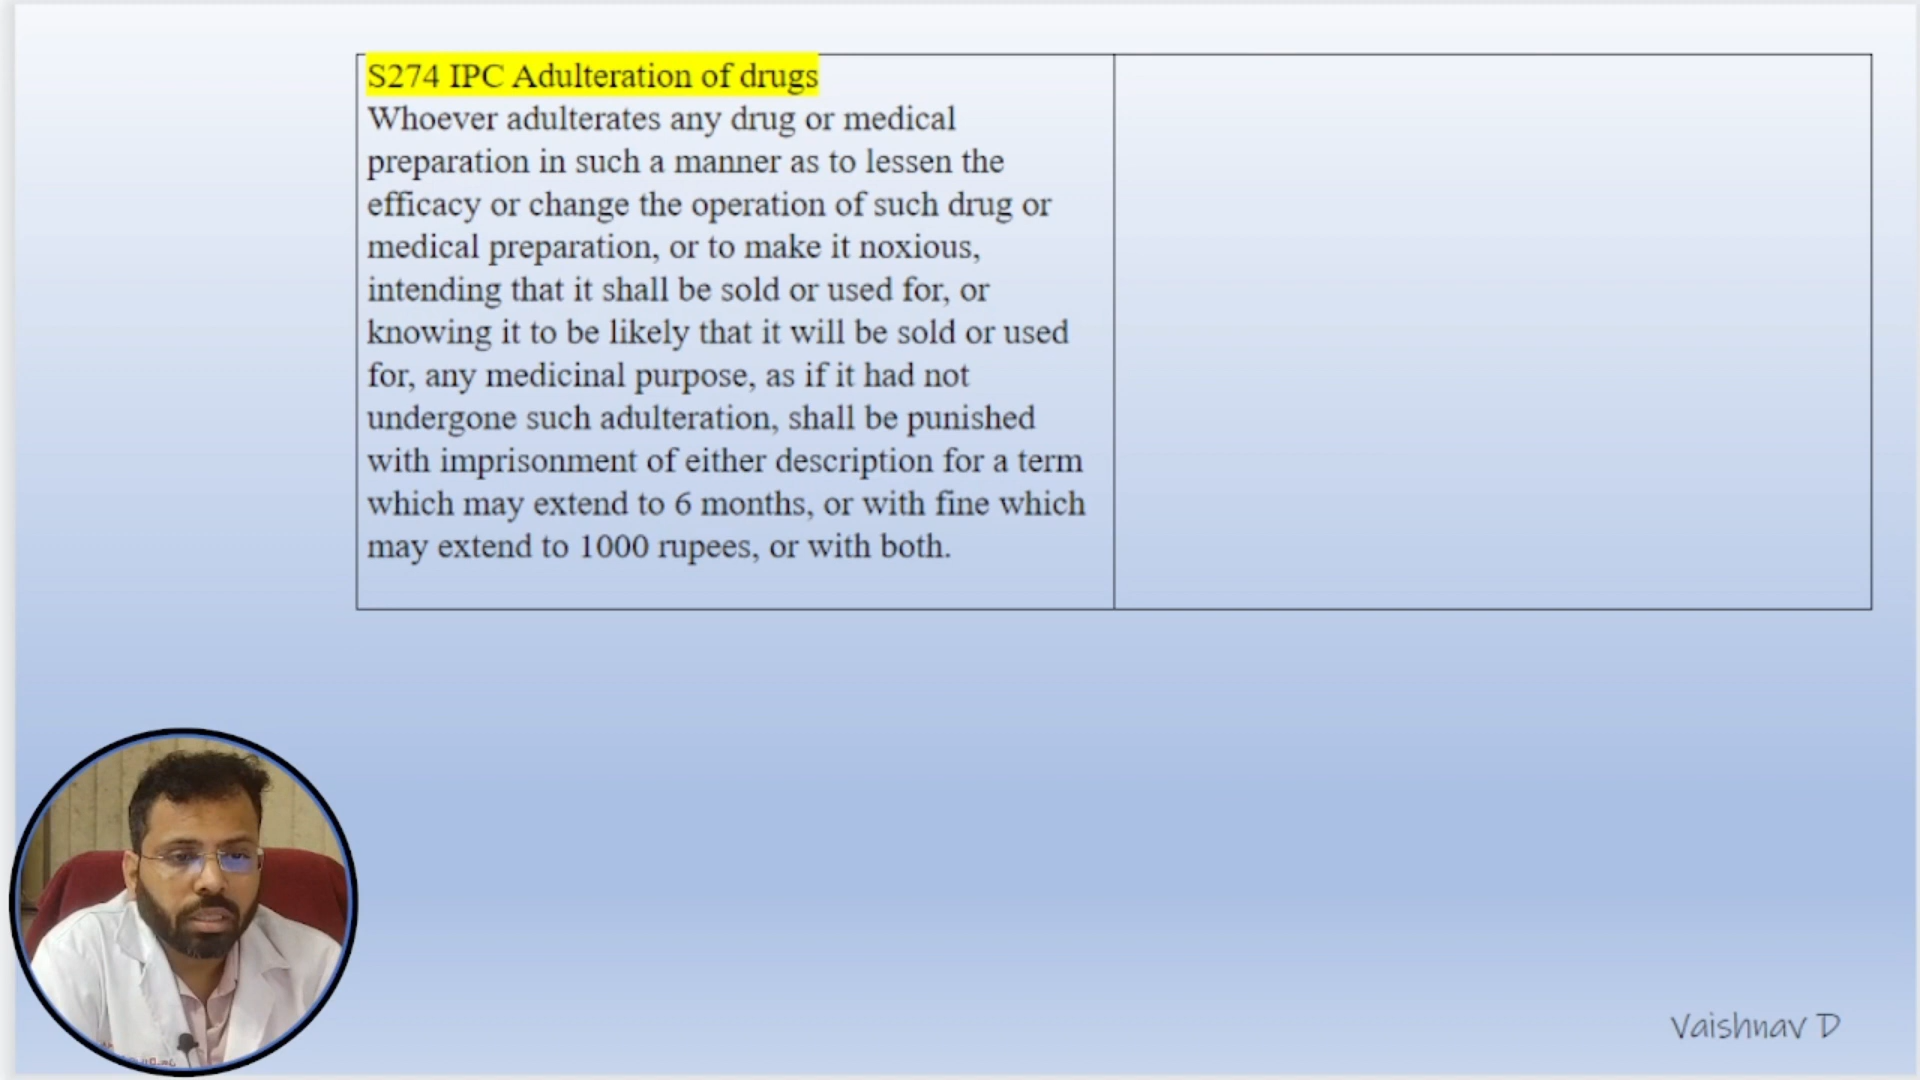 S274 IPC Adulteration of drugs
Whoever adulterates any drug or medical
preparation in such a manner as to lessen the
efficacy or change the operation of such drug or
medical preparation, or to make it noxious,
intending that it shall be sold or used for, or
knowing it to be likely that it will be sold or used
for, any medicinal purpose, as if it had not
undergone such adulteration, shall be punished
with imprisonment of either description for a term
which may extend to 6 months, or with fine which
may extend to 1000 rupees, or with both.
Vaishnav D